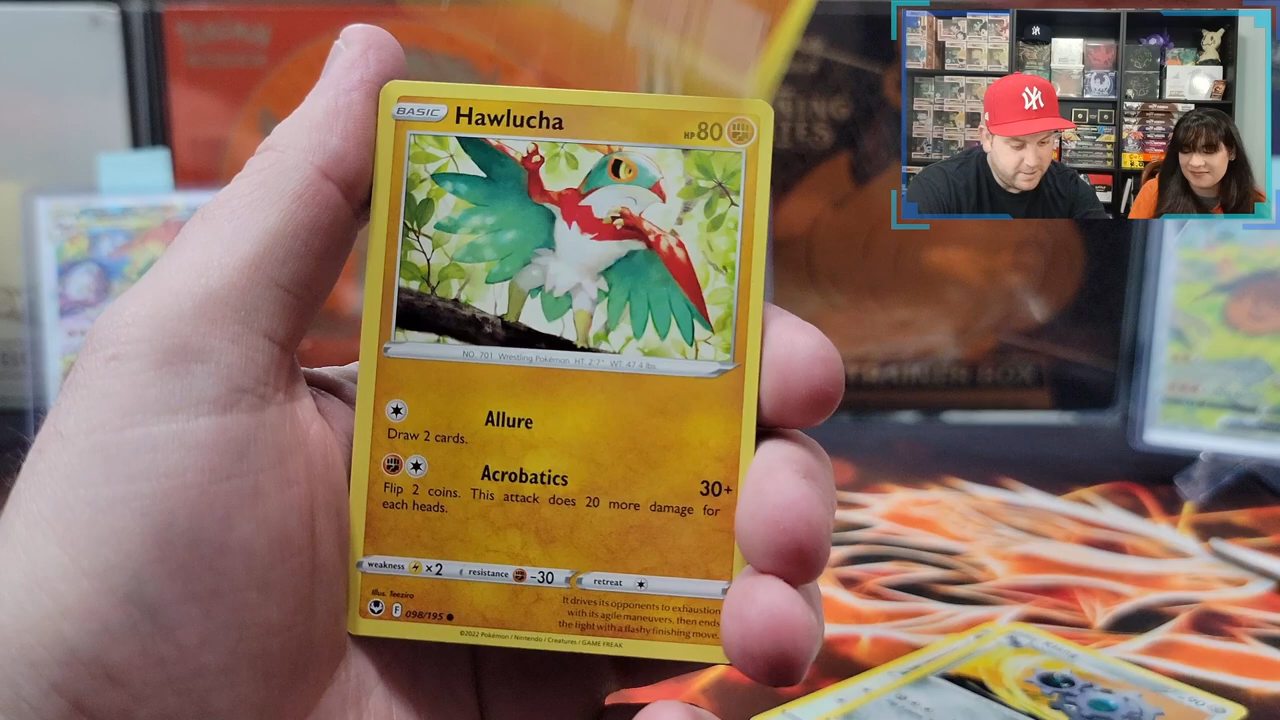 BASIC Hawlucha HP 80
NO. 701 Wrestling Pokémon HT: 2'7" WT: 47.4 lbs.
Allure
Draw 2 cards.
Acrobatics 30+
Flip 2 coins. This attack does 20 more damage for
each heads.
weakness ×2 resistance -30 retreat
Illus. Teeziro
F 098/195
It drives its opponents to exhaustion
with its agile maneuvers, then ends
the fight with a flashy finishing move.
©2022 Pokémon / Nintendo / Creatures / GAME FREAK
TRAINER BOX
NY